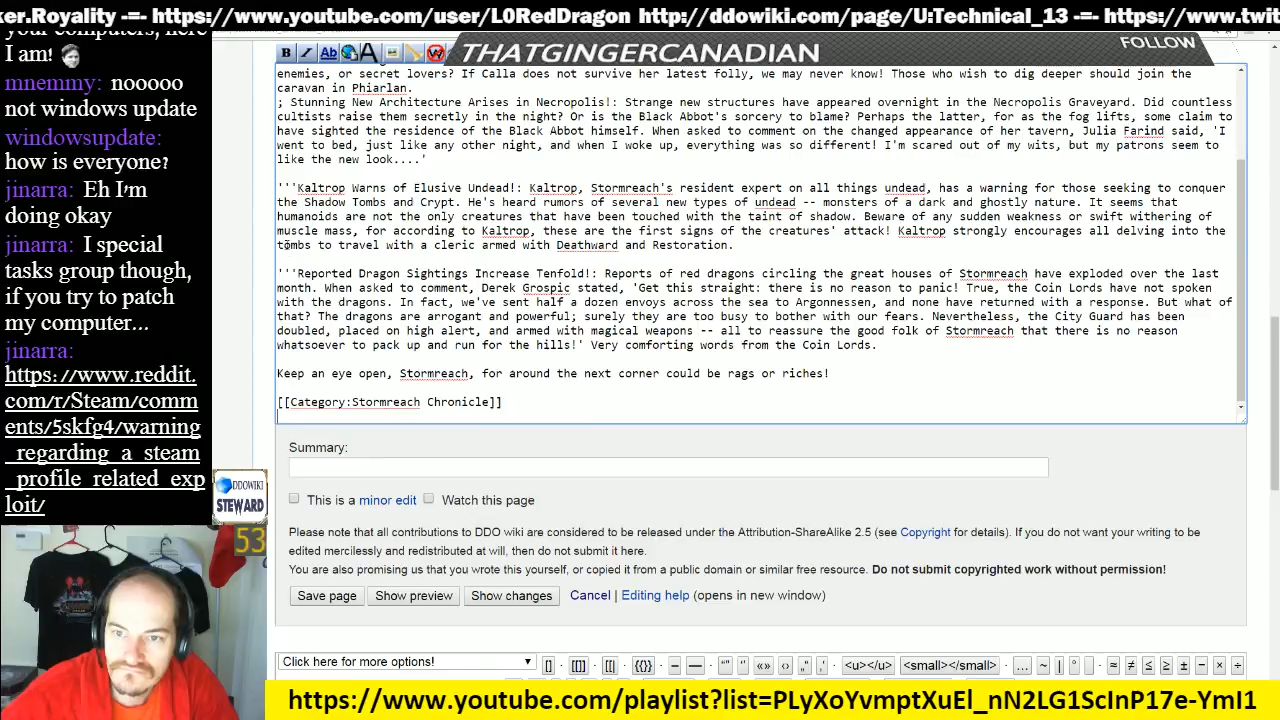 ker.Royality -=- https://www.youtube.com/user/L0RedDragon http://ddowiki.com/page/U:Technical_13 -=- https://www.twit
your computers, here
I am!
mnemmy: nooooo
not windows update
windowsupdate:
how is everyone?
jinarra: Eh I'm
doing okay
jinarra: I special
tasks group though,
if you try to patch
my computer...
jinarra:
https://www.reddit.
com/r/Steam/comm
ents/5skfg4/warning
_regarding_a_steam
_profile_related_exp
loit/
DDOWIKI
STEWARD
53
THATGINGERCANADIAN
FOLLOW
B I Ab A
enemies, or secret lovers? If Calla does not survive her latest folly, we may never know! Those who wish to dig deeper should join the
caravan in Phiarlan.
; Stunning New Architecture Arises in Necropolis!: Strange new structures have appeared overnight in the Necropolis Graveyard. Did countless
cultists raise them secretly in the night? Or is the Black Abbot's sorcery to blame? Perhaps the latter, for as the fog lifts, some claim to
have sighted the residence of the Black Abbot himself. When asked to comment on the changed appearance of her tavern, Julia Farind said, 'I
went to bed, just like any other night, and when I woke up, everything was so different! I'm scared out of my wits, but my patrons seem to
like the new look....'
'''Kaltrop Warns of Elusive Undead!: Kaltrop, Stormreach's resident expert on all things undead, has a warning for those seeking to conquer
the Shadow Tombs and Crypt. He's heard rumors of several new types of undead -- monsters of a dark and ghostly nature. It seems that
humanoids are not the only creatures that have been touched with the taint of shadow. Beware of any sudden weakness or swift withering of
muscle mass, for according to Kaltrop, these are the first signs of the creatures' attack! Kaltrop strongly encourages all delving into the
tombs to travel with a cleric armed with Deathward and Restoration.
'''Reported Dragon Sightings Increase Tenfold!: Reports of red dragons circling the great houses of Stormreach have exploded over the last
month. When asked to comment, Derek Grospic stated, 'Get this straight: there is no reason to panic! True, the Coin Lords have not spoken
with the dragons. In fact, we've sent half a dozen envoys across the sea to Argonnessen, and none have returned with a response. But what of
that? The dragons are arrogant and powerful; surely they are too busy to bother with our fears. Nevertheless, the City Guard has been
doubled, placed on high alert, and armed with magical weapons -- all to reassure the good folk of Stormreach that there is no reason
whatsoever to pack up and run for the hills!' Very comforting words from the Coin Lords.
Keep an eye open, Stormreach, for around the next corner could be rags or riches!
[[Category:Stormreach Chronicle]]
Summary:
This is a minor edit Watch this page
Please note that all contributions to DDO wiki are considered to be released under the Attribution-ShareAlike 2.5 (see Copyright for details). If you do not want your writing to be
edited mercilessly and redistributed at will, then do not submit it here.
You are also promising us that you wrote this yourself, or copied it from a public domain or similar free resource. Do not submit copyrighted work without permission!
Save page Show preview Show changes Cancel | Editing help (opens in new window)
Click here for more options! [] · [[]] · [[| · {{}} · – · — · “” · ‘’ · «» · ‹› · „“ · ‚‘ · <u></u> · <small></small> · … · ~ · | · ° · · ≈ · ≠ · ≤ · ≥ · ± · − · × · ÷
https://www.youtube.com/playlist?list=PLyXoYvmptXuEl_nN2LG1ScInP17e-YmI1